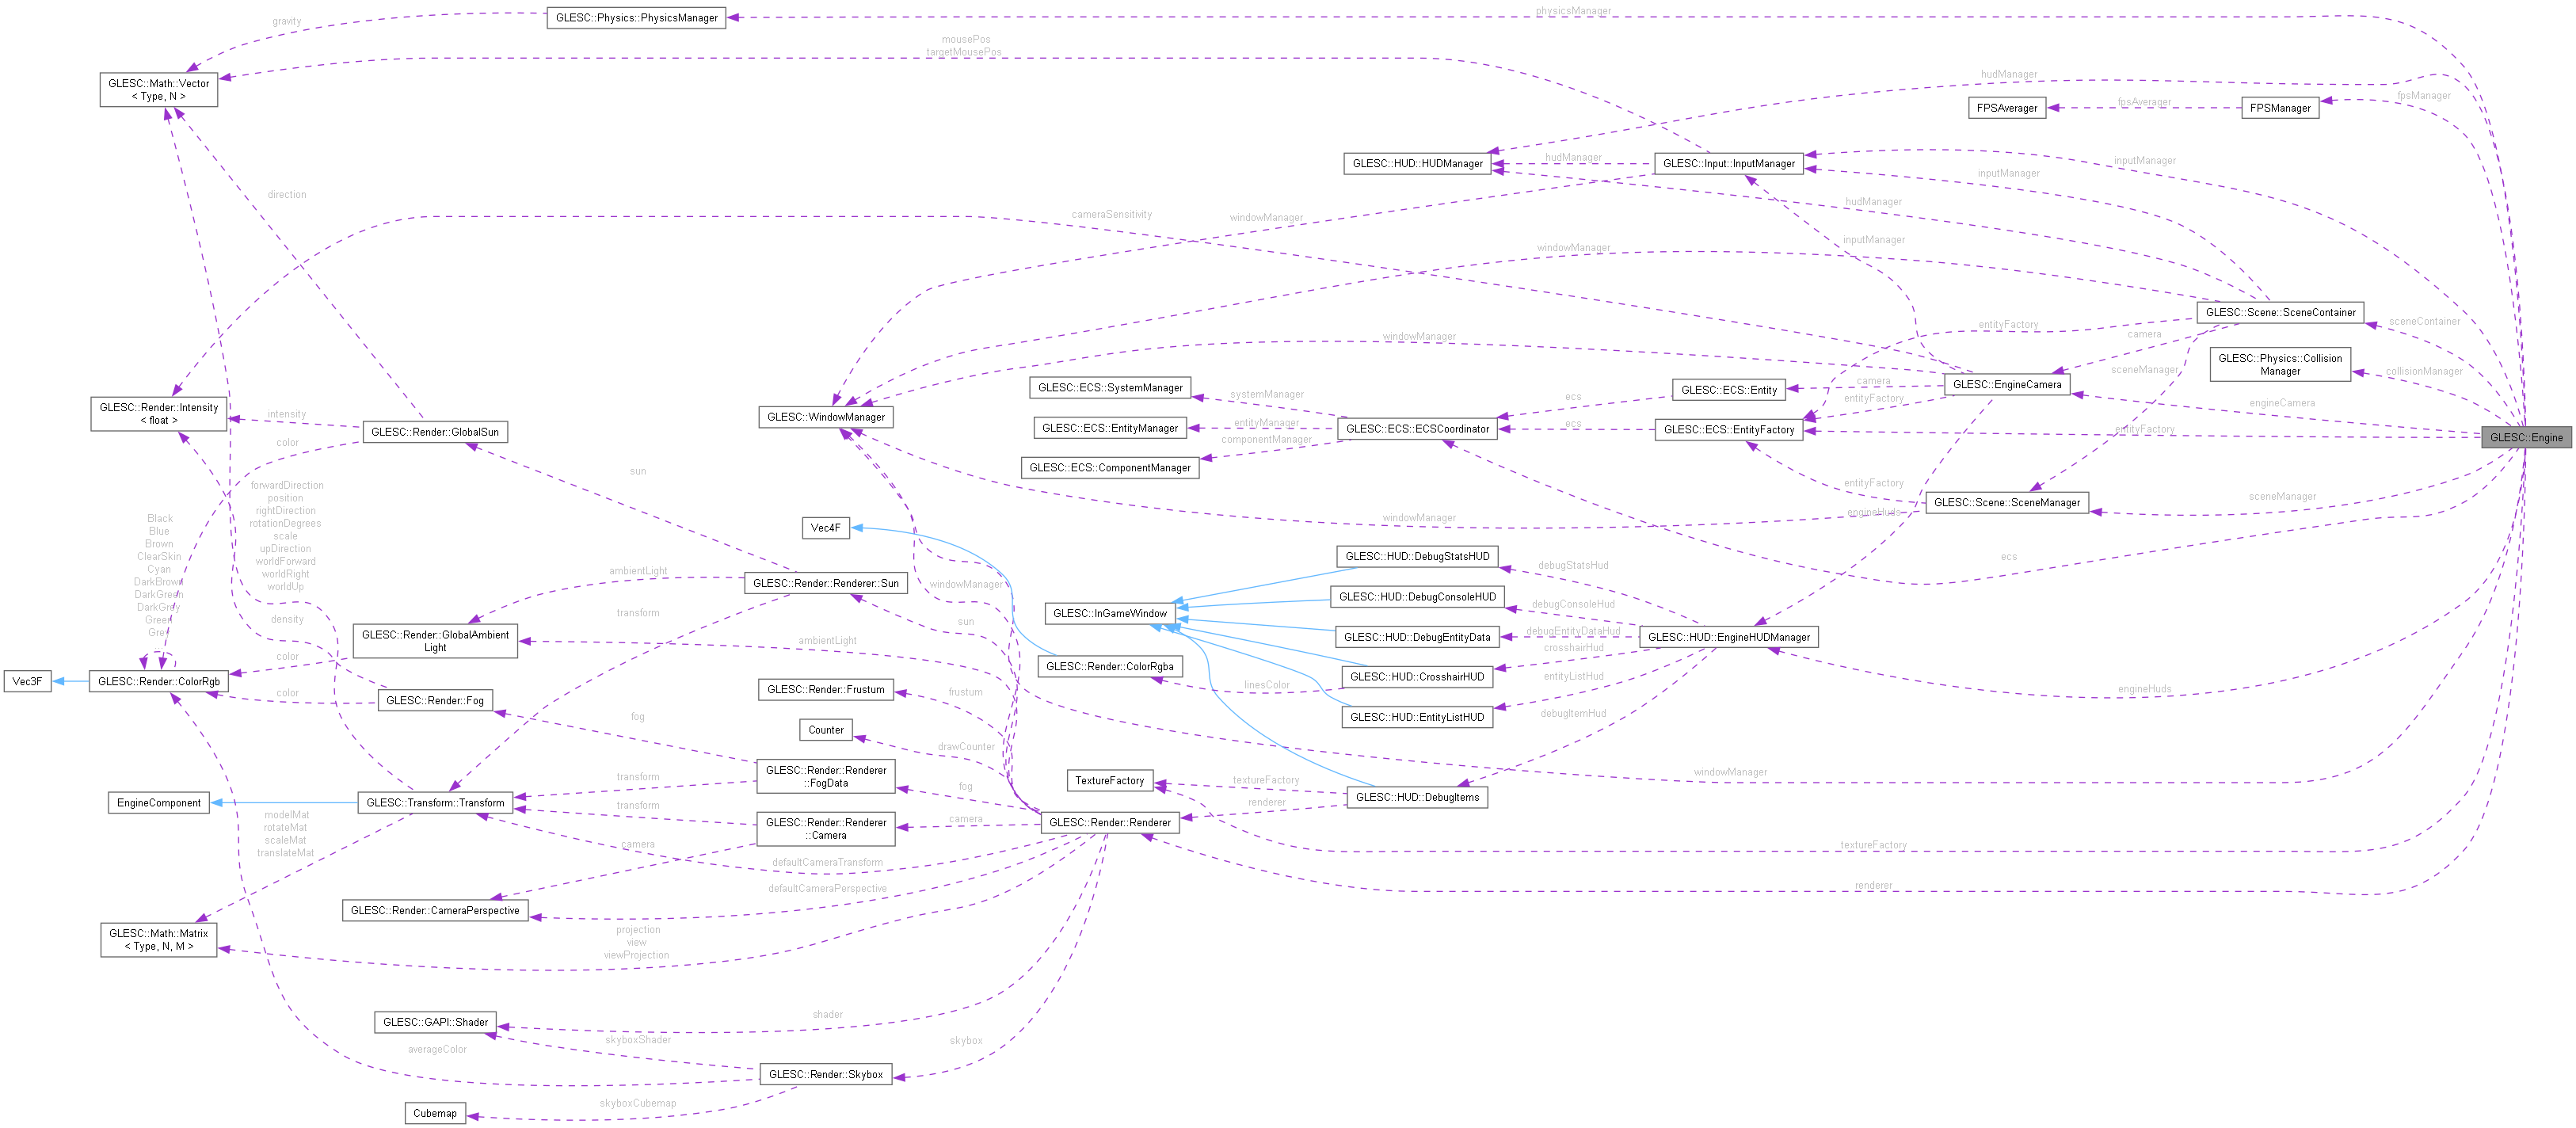 physicsManager
GLESC::Physics::PhysicsManager
gravity
mousePos
targetMousePos
hudManager
GLESC::Math::Vector
< Type, N >
fpsManager
FPSAverager
fpsAverager
FPSManager
GLESC::HUD::HUDManager
hudManager
GLESC::Input::InputManager
inputManager
inputManager
direction
hudManager
cameraSensitivity
windowManager
inputManager
windowManager
GLESC::Scene::SceneContainer
sceneContainer
entityFactory
windowManager
camera
GLESC::Physics::Collision
Manager
sceneManager
collisionManager
GLESC::ECS::SystemManager
systemManager
GLESC::ECS::Entity
camera
GLESC::EngineCamera
engineCamera
GLESC::Render::Intensity
< float >
intensity
GLESC::Render::GlobalSun
GLESC::WindowManager
ecs
entityFactory
GLESC::ECS::EntityManager
entityManager
GLESC::ECS::ECSCoordinator
ecs
GLESC::ECS::EntityFactory
entityFactory
GLESC::Engine
color
componentManager
GLESC::ECS::ComponentManager
sun
forwardDirection
position
rightDirection
rotationDegrees
scale
upDirection
worldForward
worldRight
worldUp
entityFactory
GLESC::Scene::SceneManager
sceneManager
engineHuds
windowManager
Vec4F
Black
Blue
Brown
ClearSkin
Cyan
DarkBrown
DarkGreen
DarkGrey
Green
Grey
GLESC::HUD::DebugStatsHUD
debugStatsHud
ecs
ambientLight
GLESC::Render::Renderer::Sun
windowManager
GLESC::HUD::DebugConsoleHUD
debugConsoleHud
transform
GLESC::InGameWindow
density
sun
GLESC::Render::GlobalAmbient
Light
ambientLight
GLESC::HUD::DebugEntityData
debugEntityDataHud
GLESC::HUD::EngineHUDManager
crosshairHud
color
GLESC::Render::ColorRgba
linesColor
GLESC::HUD::CrosshairHUD
entityListHud
Vec3F
GLESC::Render::ColorRgb
color
GLESC::Render::Fog
GLESC::Render::Frustum
frustum
engineHuds
fog
GLESC::HUD::EntityListHUD
debugItemHud
Counter
drawCounter
transform
GLESC::Render::Renderer
::FogData
fog
TextureFactory
textureFactory
windowManager
EngineComponent
GLESC::Transform::Transform
GLESC::HUD::DebugItems
renderer
modelMat
rotateMat
scaleMat
translateMat
transform
GLESC::Render::Renderer
::Camera
camera
GLESC::Render::Renderer
camera
defaultCameraTransform
textureFactory
defaultCameraPerspective
renderer
GLESC::Render::CameraPerspective
GLESC::Math::Matrix
< Type, N, M >
projection
view
viewProjection
GLESC::GAPI::Shader
shader
skyboxShader
skybox
averageColor
GLESC::Render::Skybox
Cubemap
skyboxCubemap